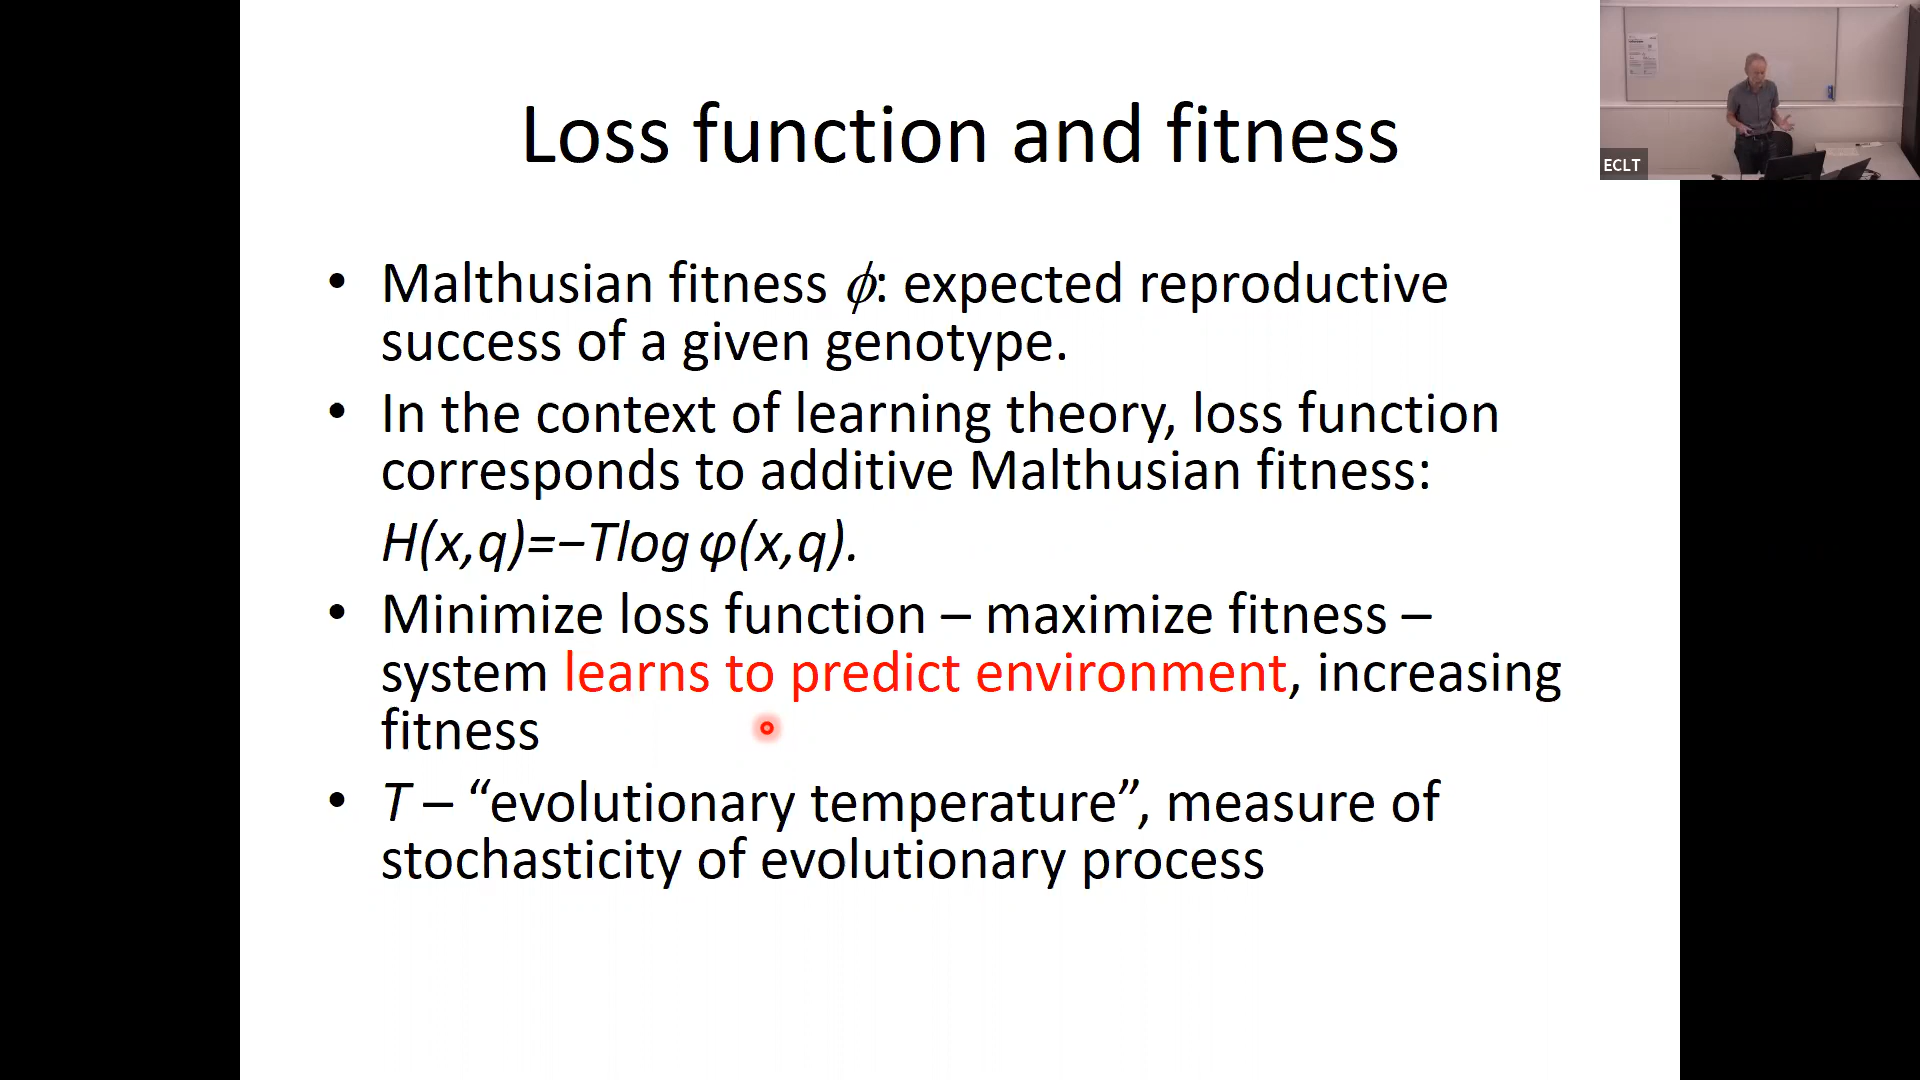 Loss function and fitness
ECLT
• Malthusian fitness ϕ: expected reproductive
success of a given genotype.
• In the context of learning theory, loss function
corresponds to additive Malthusian fitness:
H(x,q)=−Tlog φ(x,q).
• Minimize loss function – maximize fitness –
system learns to predict environment, increasing
fitness
• T – “evolutionary temperature”, measure of
stochasticity of evolutionary process